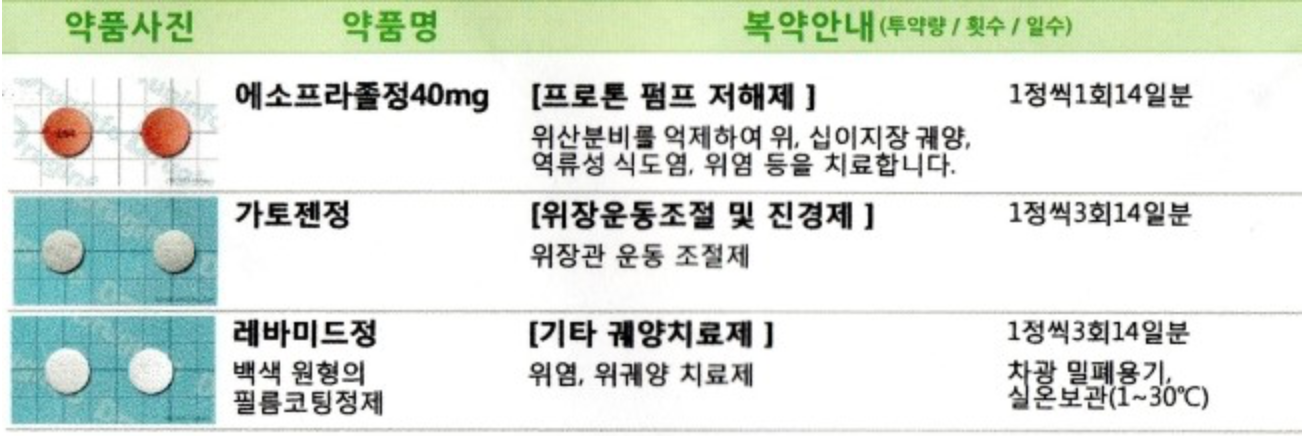 약품사진 약품명 복약안내(투약량 / 횟수 / 일수)
에소프라졸정40mg [프로톤 펌프 저해제 ] 1정씩1회14일분
위산분비를 억제하여 위, 십이지장 궤양,
역류성 식도염, 위염 등을 치료합니다.
가토젠정 [위장운동조절 및 진경제 ] 1정씩3회14일분
위장관 운동 조절제
레바미드정 [기타 궤양치료제 ] 1정씩3회14일분
백색 원형의 위염, 위궤양 치료제 차광 밀폐용기,
필름코팅정제 실온보관(1~30℃)